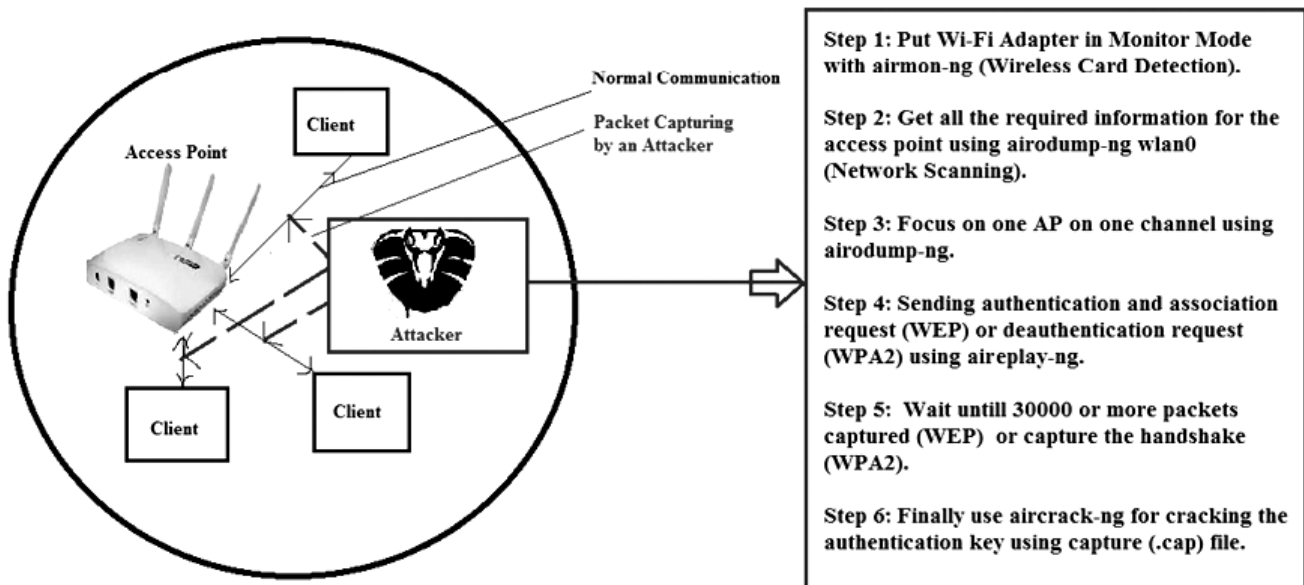 Normal Communication
Client
Packet Capturing
by an Attacker
Access Point
Attacker
Client
Client
Step 1: Put Wi-Fi Adapter in Monitor Mode
with airmon-ng (Wireless Card Detection).
Step 2: Get all the required information for the
access point using airodump-ng wlan0
(Network Scanning).
Step 3: Focus on one AP on one channel using
airodump-ng.
Step 4: Sending authentication and association
request (WEP) or deauthentication request
(WPA2) using aireplay-ng.
Step 5: Wait untill 30000 or more packets
captured (WEP) or capture the handshake
(WPA2).
Step 6: Finally use aircrack-ng for cracking the
authentication key using capture (.cap) file.